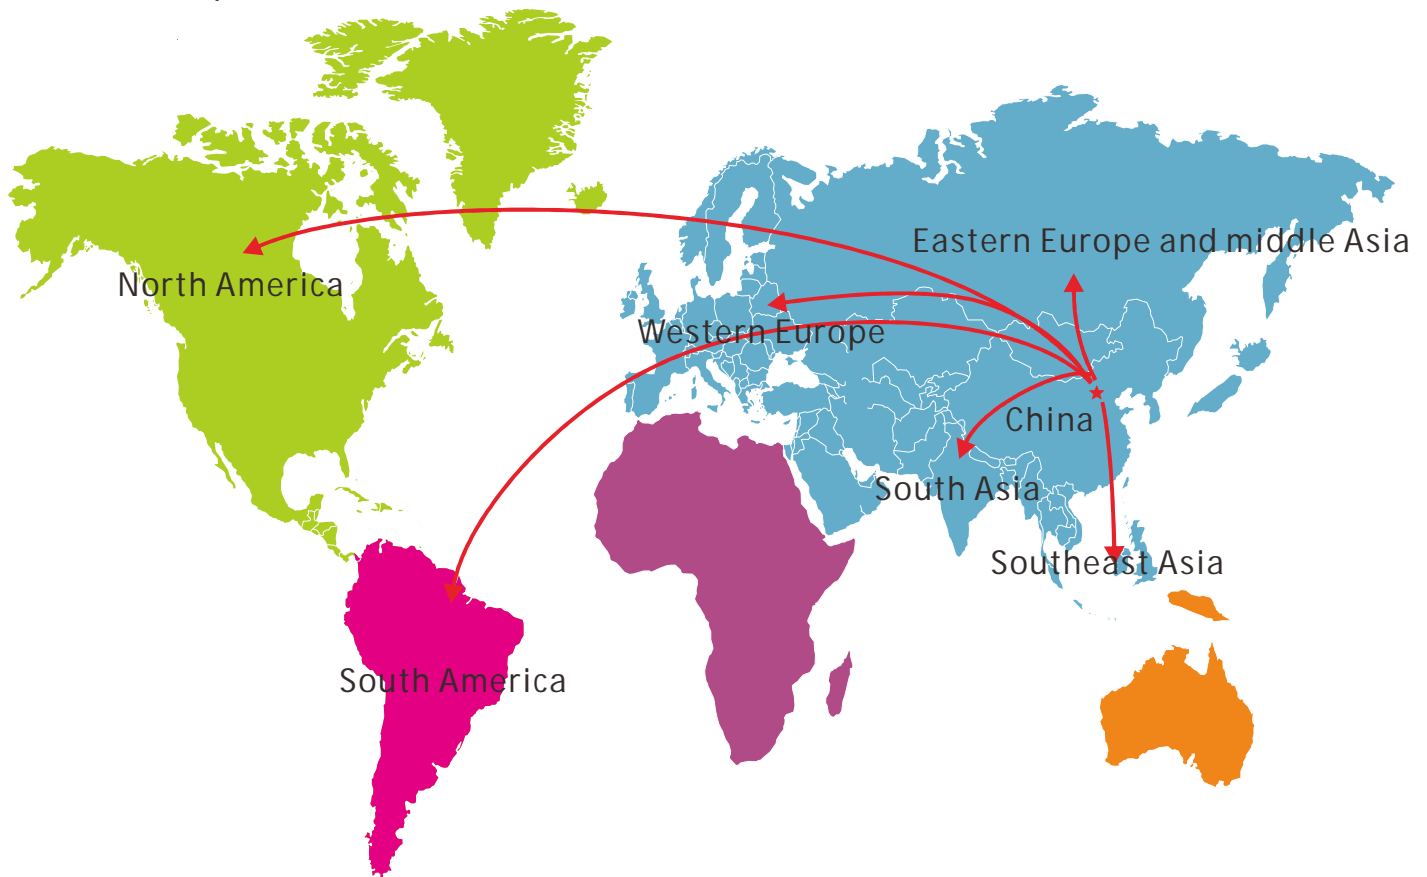 Eastern Europe and middle Asia
North America
Western Europe
China
South Asia
Southeast Asia
South America